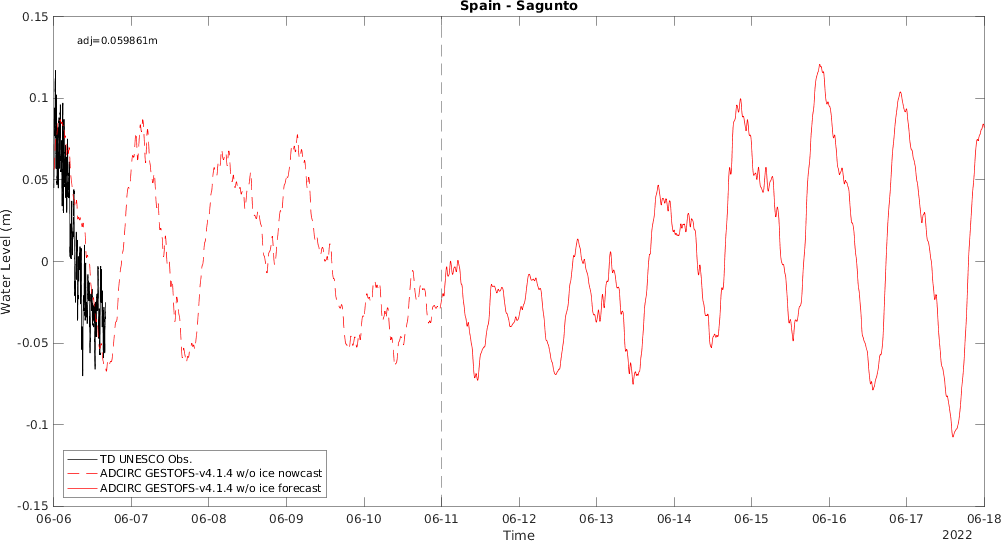 Spain - Sagunto
adj=0.059861m
0.15
0.1
0.05
0
-0.05
-0.1
-0.15
Water Level (m)
TD UNESCO Obs.
ADCIRC GESTOFS-v4.1.4 w/o ice nowcast
ADCIRC GESTOFS-v4.1.4 w/o ice forecast
06-06 06-07 06-08 06-09 06-10 06-11 06-12 06-13 06-14 06-15 06-16 06-17 06-18
Time
2022